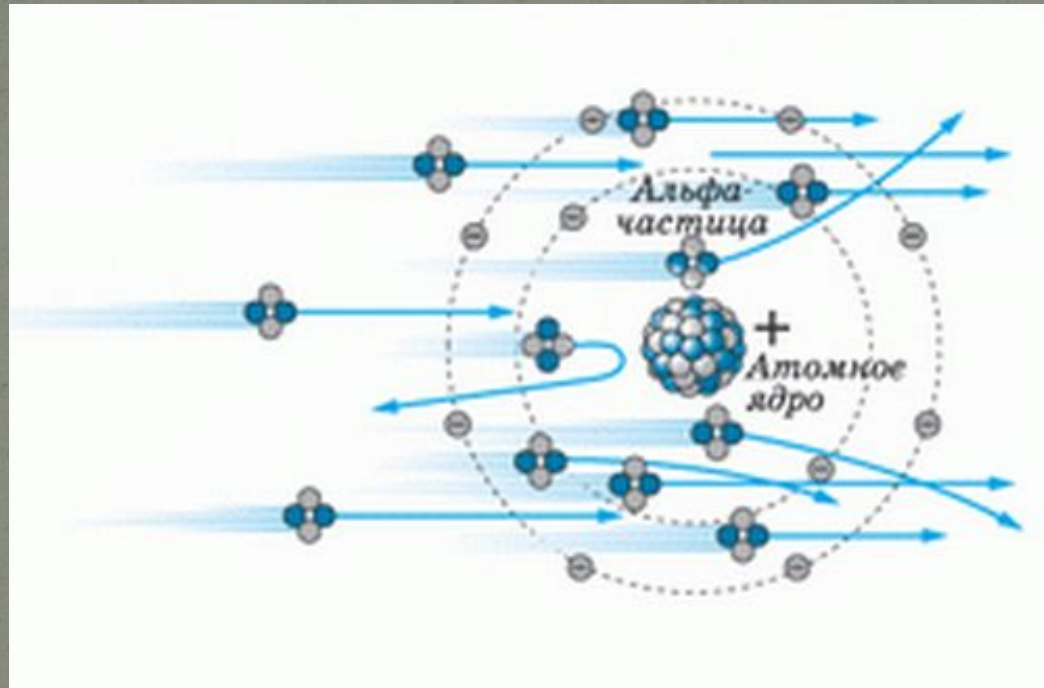 Альфа-
частица
+
Атомное
ядро